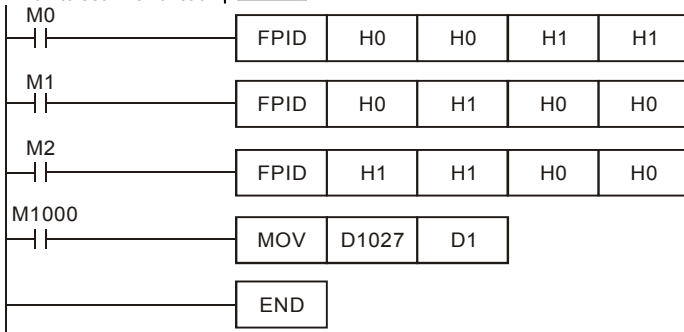 M0
FPID H0 H0 H1 H1
M1
FPID H0 H1 H0 H0
M2
FPID H1 H1 H0 H0
M1000
MOV D1027 D1
END